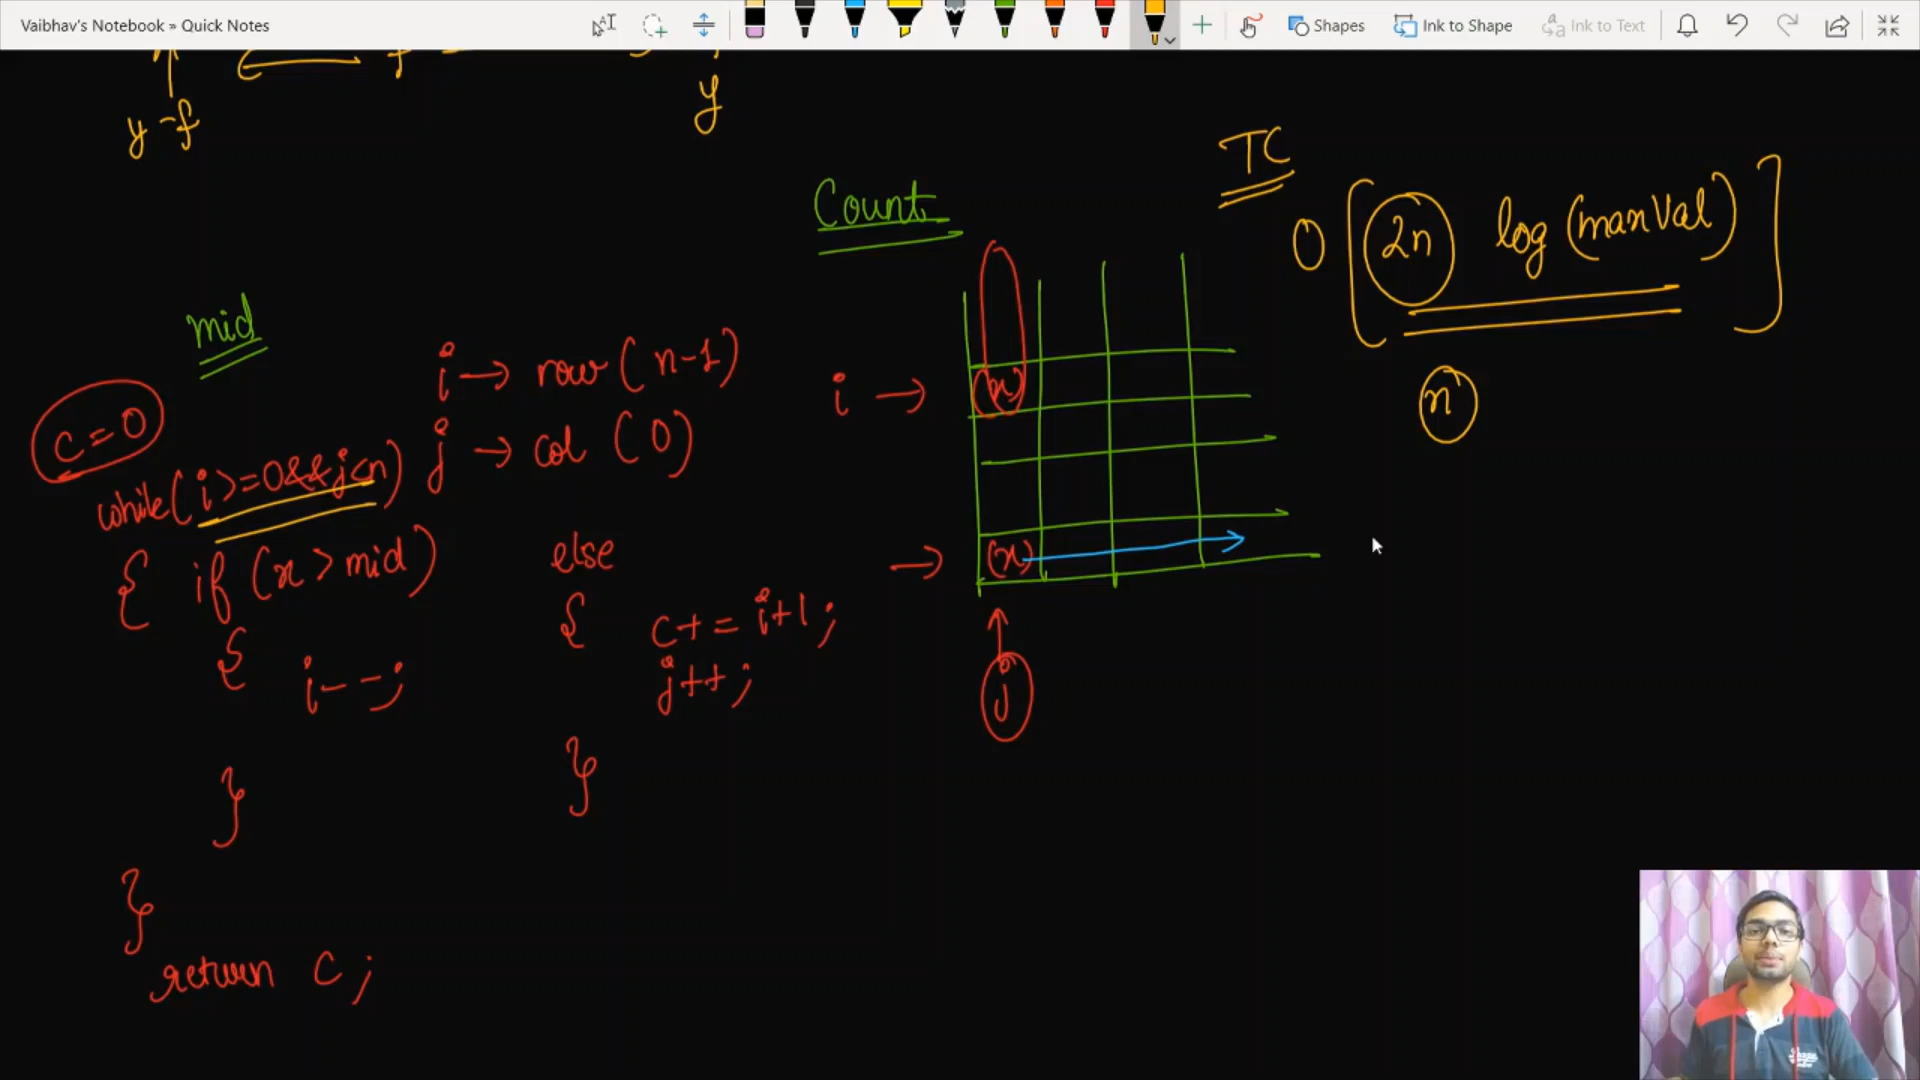 Vaibhav's Notebook » Quick Notes
Shapes
Ink to Shape
Ink to Text
y-f
y
TC
O [ 2n log (maxVal) ]
n
Count
mid
c=0
i → row (n-1)
j → col (0)
i →
(x)
while(i>=0&&j<n)
{ if (x > mid)
{
i--;
}
else
{ c+= i+1;
j++;
}
→ (x)
j
}
return c;